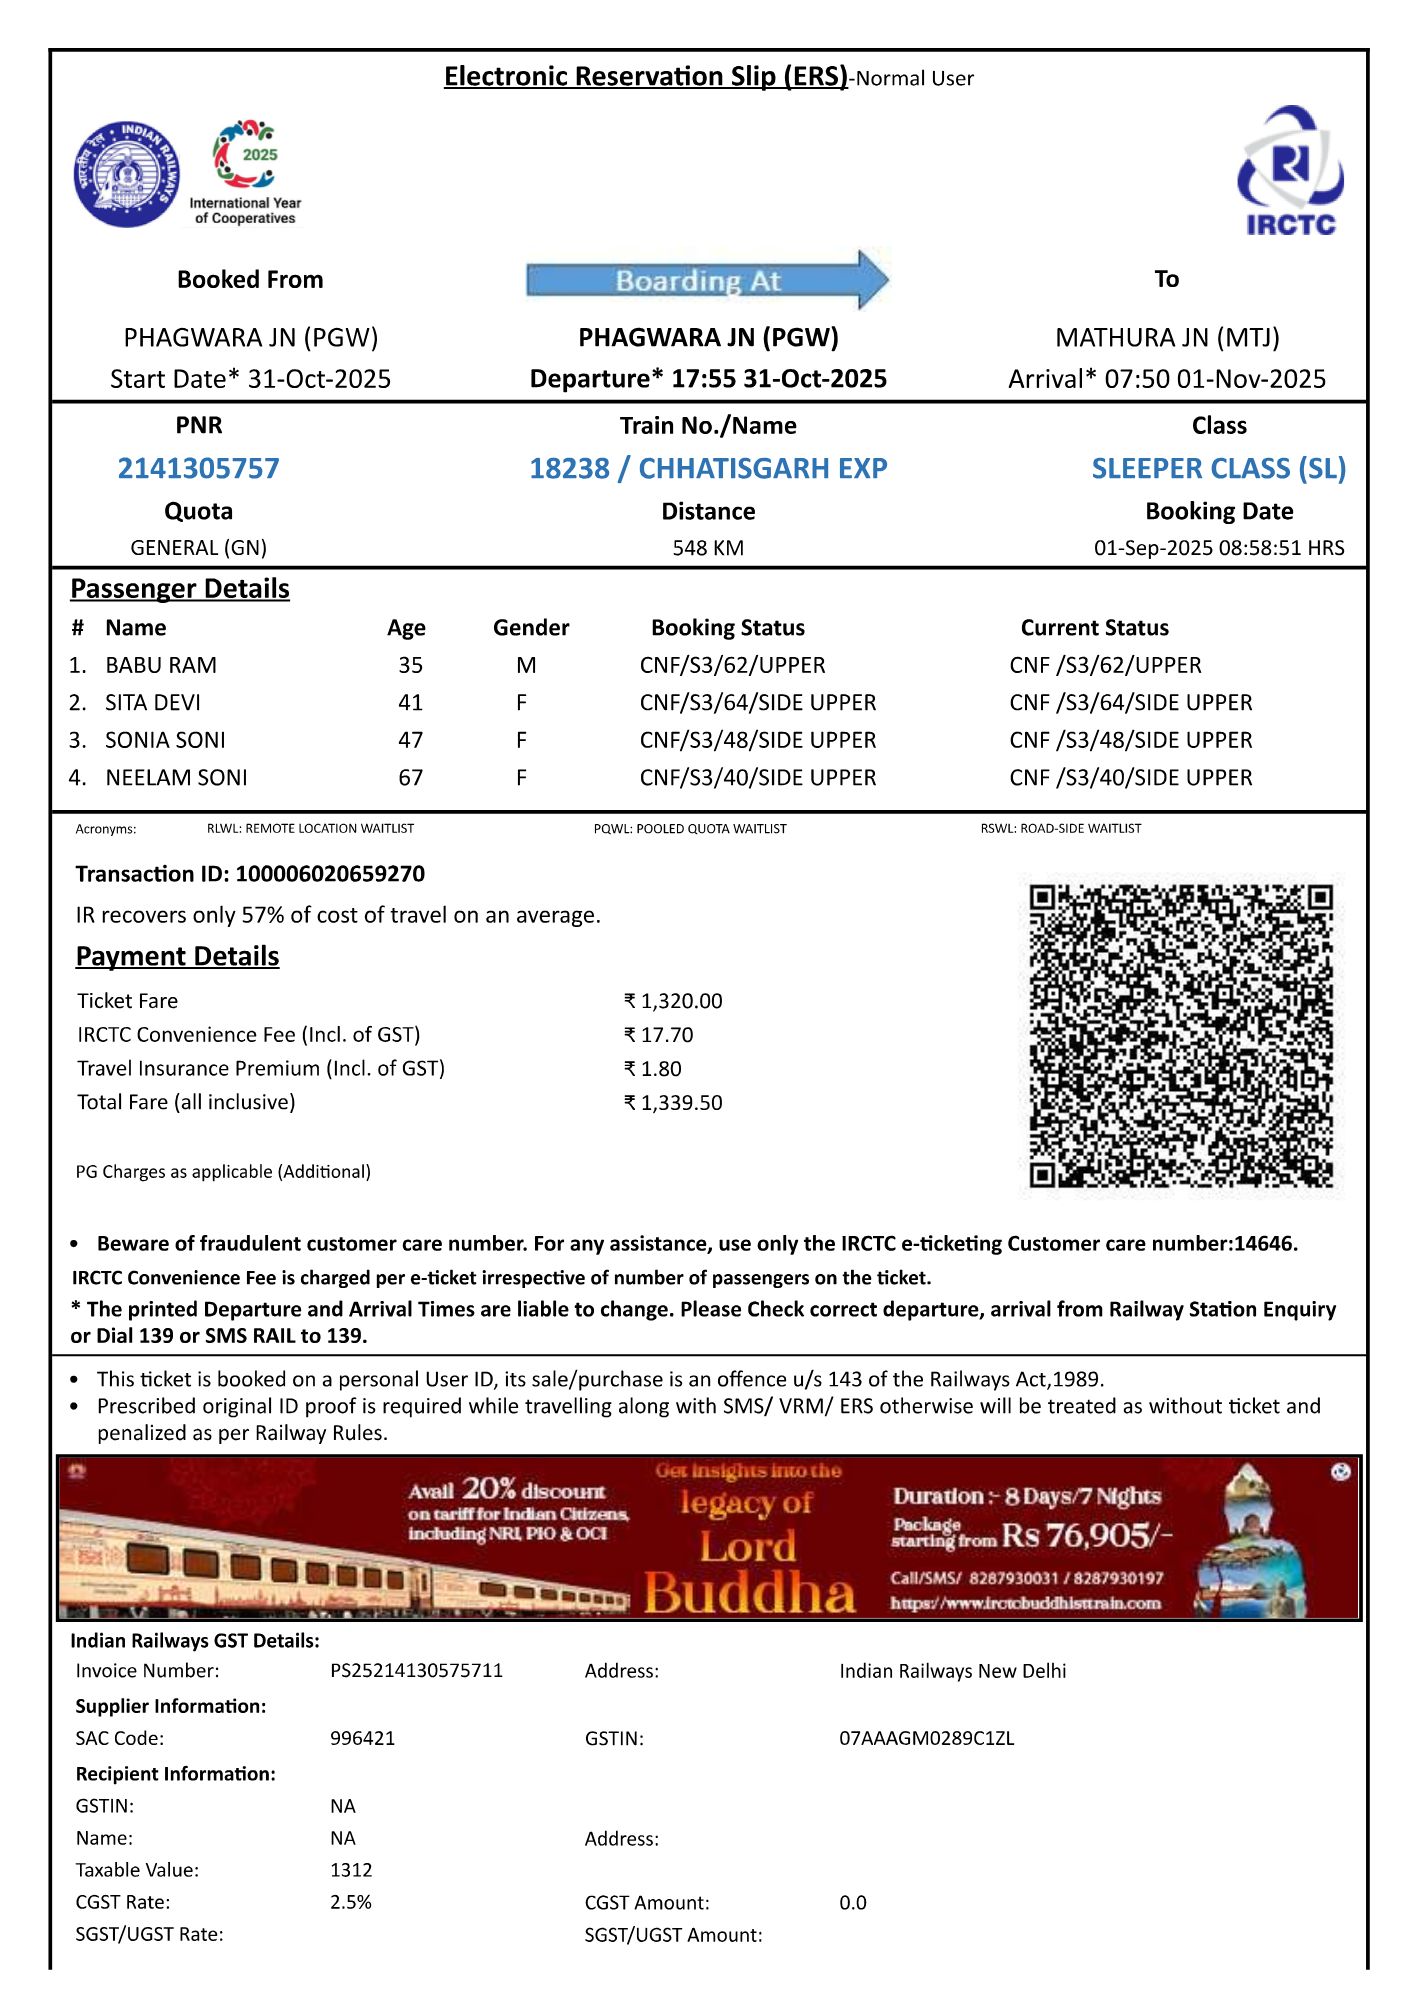 Electronic Reservation Slip (ERS)-Normal User
INDIAN RAILWAYS
भारतीय रेल
2025
International Year
of Cooperatives
IRCTC
Booked From Boarding At To
PHAGWARA JN (PGW) PHAGWARA JN (PGW) MATHURA JN (MTJ)
Start Date* 31-Oct-2025 Departure* 17:55 31-Oct-2025 Arrival* 07:50 01-Nov-2025
PNR Train No./Name Class
2141305757 18238 / CHHATISGARH EXP SLEEPER CLASS (SL)
Quota Distance Booking Date
GENERAL (GN) 548 KM 01-Sep-2025 08:58:51 HRS
Passenger Details
# Name Age Gender Booking Status Current Status
1. BABU RAM 35 M CNF/S3/62/UPPER CNF /S3/62/UPPER
2. SITA DEVI 41 F CNF/S3/64/SIDE UPPER CNF /S3/64/SIDE UPPER
3. SONIA SONI 47 F CNF/S3/48/SIDE UPPER CNF /S3/48/SIDE UPPER
4. NEELAM SONI 67 F CNF/S3/40/SIDE UPPER CNF /S3/40/SIDE UPPER
Acronyms: RLWL: REMOTE LOCATION WAITLIST PQWL: POOLED QUOTA WAITLIST RSWL: ROAD-SIDE WAITLIST
Transaction ID: 100006020659270
IR recovers only 57% of cost of travel on an average.
Payment Details
Ticket Fare ₹ 1,320.00
IRCTC Convenience Fee (Incl. of GST) ₹ 17.70
Travel Insurance Premium (Incl. of GST) ₹ 1.80
Total Fare (all inclusive) ₹ 1,339.50
PG Charges as applicable (Additional)
• Beware of fraudulent customer care number. For any assistance, use only the IRCTC e-ticketing Customer care number:14646.
IRCTC Convenience Fee is charged per e-ticket irrespective of number of passengers on the ticket.
* The printed Departure and Arrival Times are liable to change. Please Check correct departure, arrival from Railway Station Enquiry
or Dial 139 or SMS RAIL to 139.
• This ticket is booked on a personal User ID, its sale/purchase is an offence u/s 143 of the Railways Act,1989.
• Prescribed original ID proof is required while travelling along with SMS/ VRM/ ERS otherwise will be treated as without ticket and
penalized as per Railway Rules.
Avail 20% discount
on tariff for Indian Citizens,
including NRI, PIO & OCI
Get insights into the
legacy of
Lord
Buddha
Duration :- 8 Days/7 Nights
Package
starting from Rs 76,905/-
Call/SMS/ 8287930031 / 8287930197
https://www.irctcbuddhisttrain.com
Indian Railways GST Details:
Invoice Number: PS25214130575711 Address: Indian Railways New Delhi
Supplier Information:
SAC Code: 996421 GSTIN: 07AAAGM0289C1ZL
Recipient Information:
GSTIN: NA
Name: NA Address:
Taxable Value: 1312
CGST Rate: 2.5% CGST Amount: 0.0
SGST/UGST Rate: SGST/UGST Amount: